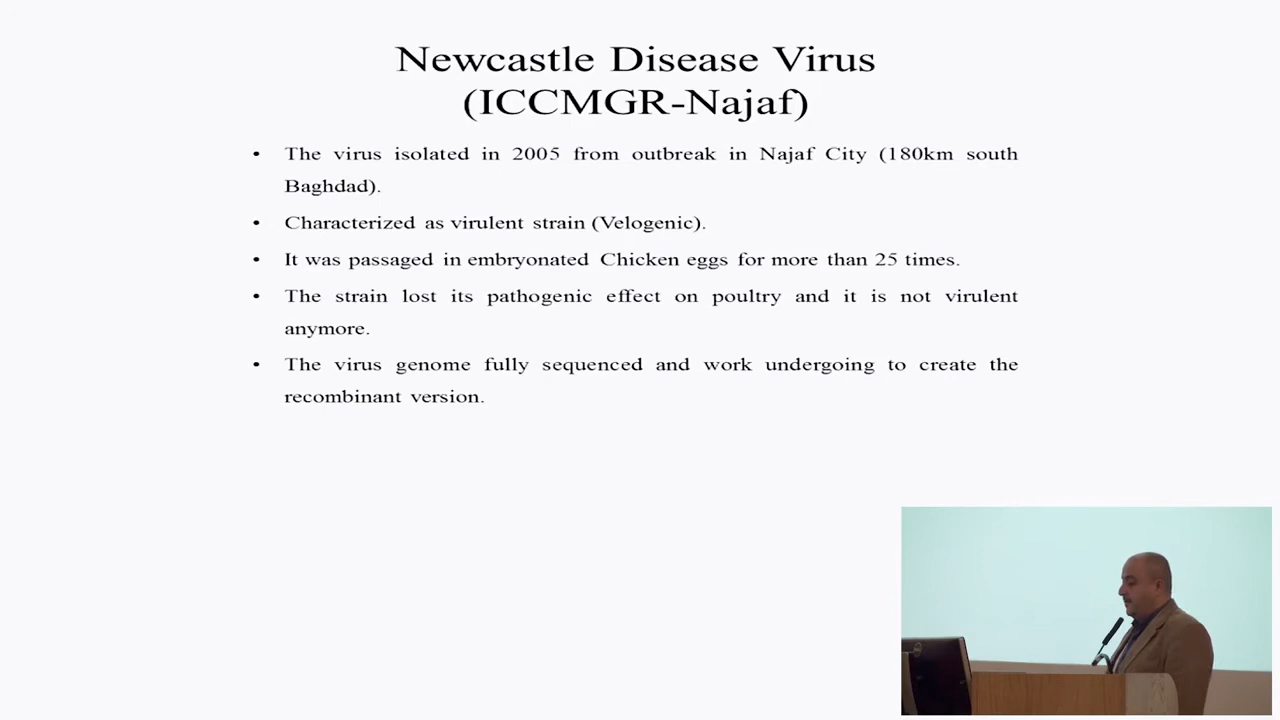 Newcastle Disease Virus
(ICCMGR-Najaf)
• The virus isolated in 2005 from outbreak in Najaf City (180km south
Baghdad).
• Characterized as virulent strain (Velogenic).
• It was passaged in embryonated Chicken eggs for more than 25 times.
• The strain lost its pathogenic effect on poultry and it is not virulent
anymore.
• The virus genome fully sequenced and work undergoing to create the
recombinant version.